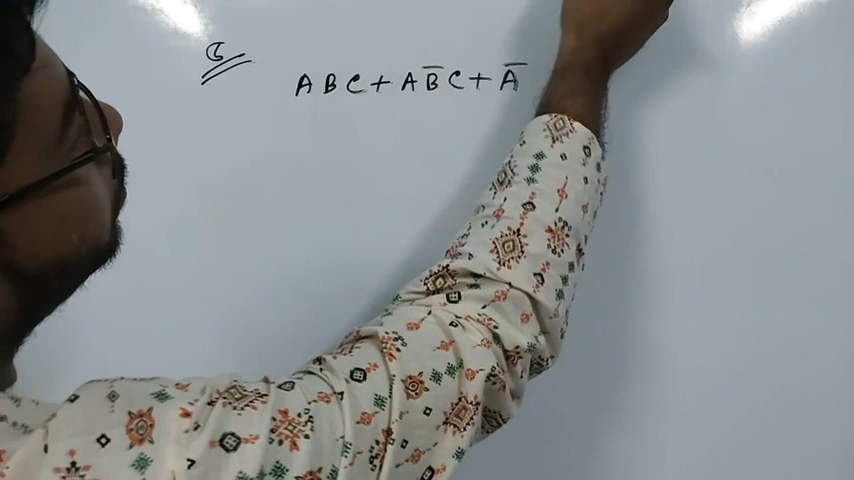 G
ABC + AB̅C + A̅